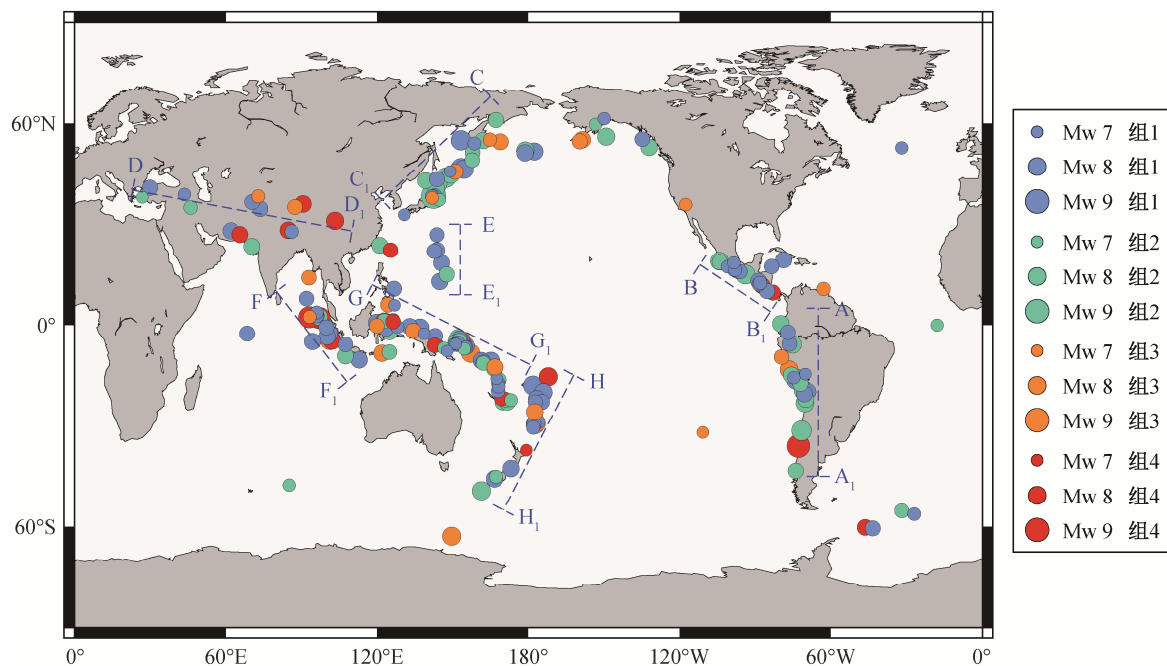 C
60°N
D
C₁
D₁
E
F
G
B
E₁
B₁
A
0°
G₁
H
F₁
A₁
H₁
60°S
0° 60°E 120°E 180° 120°W 60°W 0°
Mw 7 组1
Mw 8 组1
Mw 9 组1
Mw 7 组2
Mw 8 组2
Mw 9 组2
Mw 7 组3
Mw 8 组3
Mw 9 组3
Mw 7 组4
Mw 8 组4
Mw 9 组4